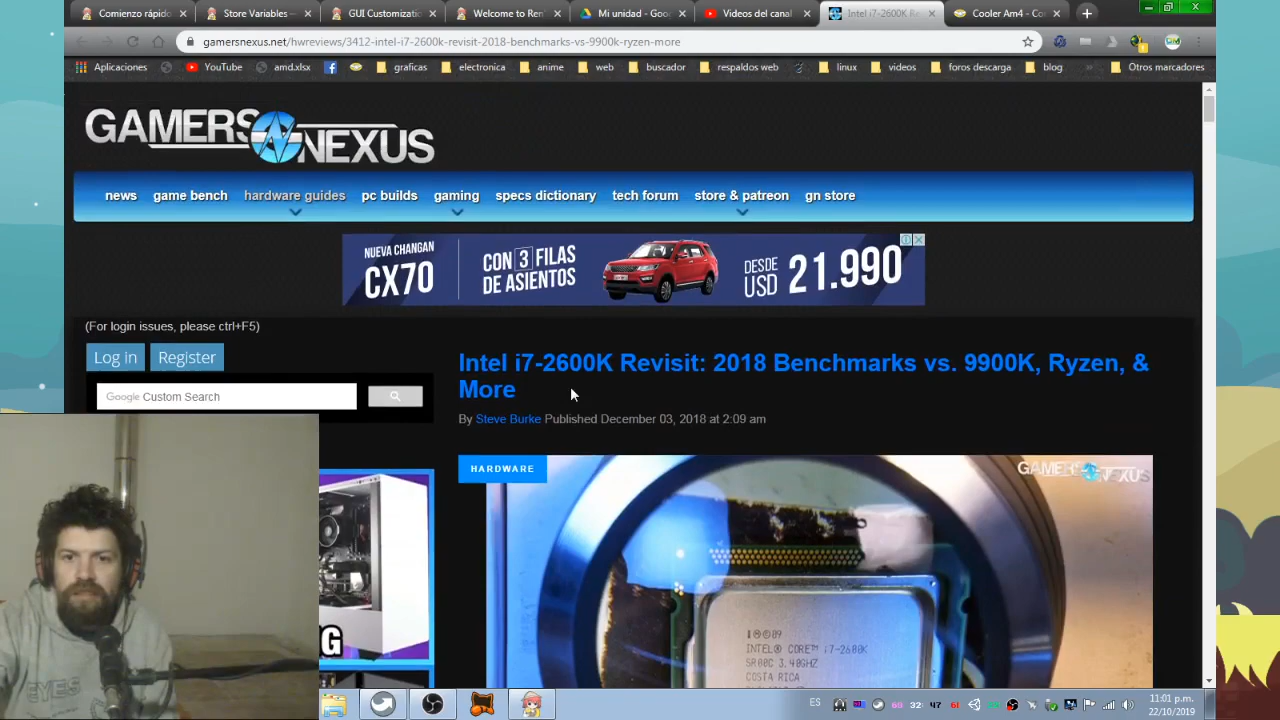 Comienzo rápido
Store Variables —
GUI Customizatio
Welcome to Ren
Mi unidad - Goo
Videos del canal
Intel i7-2600K R
Cooler Am4 - Co
gamersnexus.net/hwreviews/3412-intel-i7-2600k-revisit-2018-benchmarks-vs-9900k-ryzen-more
Aplicaciones
YouTube
amd.xlsx
graficas
electronica
anime
web
buscador
respaldos web
linux
videos
foros descarga
blog
»
Otros marcadores
GAMERS NEXUS
news
game bench
hardware guides
pc builds
gaming
specs dictionary
tech forum
store & patreon
gn store
NUEVA CHANGAN
CX70
CON 3 FILAS
DE ASIENTOS
DESDE
USD 21.990
(For login issues, please ctrl+F5)
Log in
Register
Google Custom Search
Intel i7-2600K Revisit: 2018 Benchmarks vs. 9900K, Ryzen, &
More
By Steve Burke Published December 03, 2018 at 2:09 am
HARDWARE
GAMERS NEXUS
INTEL® CORE™ i7-2600K
SR00C 3.40GHZ
COSTA RICA
EYES
ES
32
47
11:01 p.m.
22/10/2019